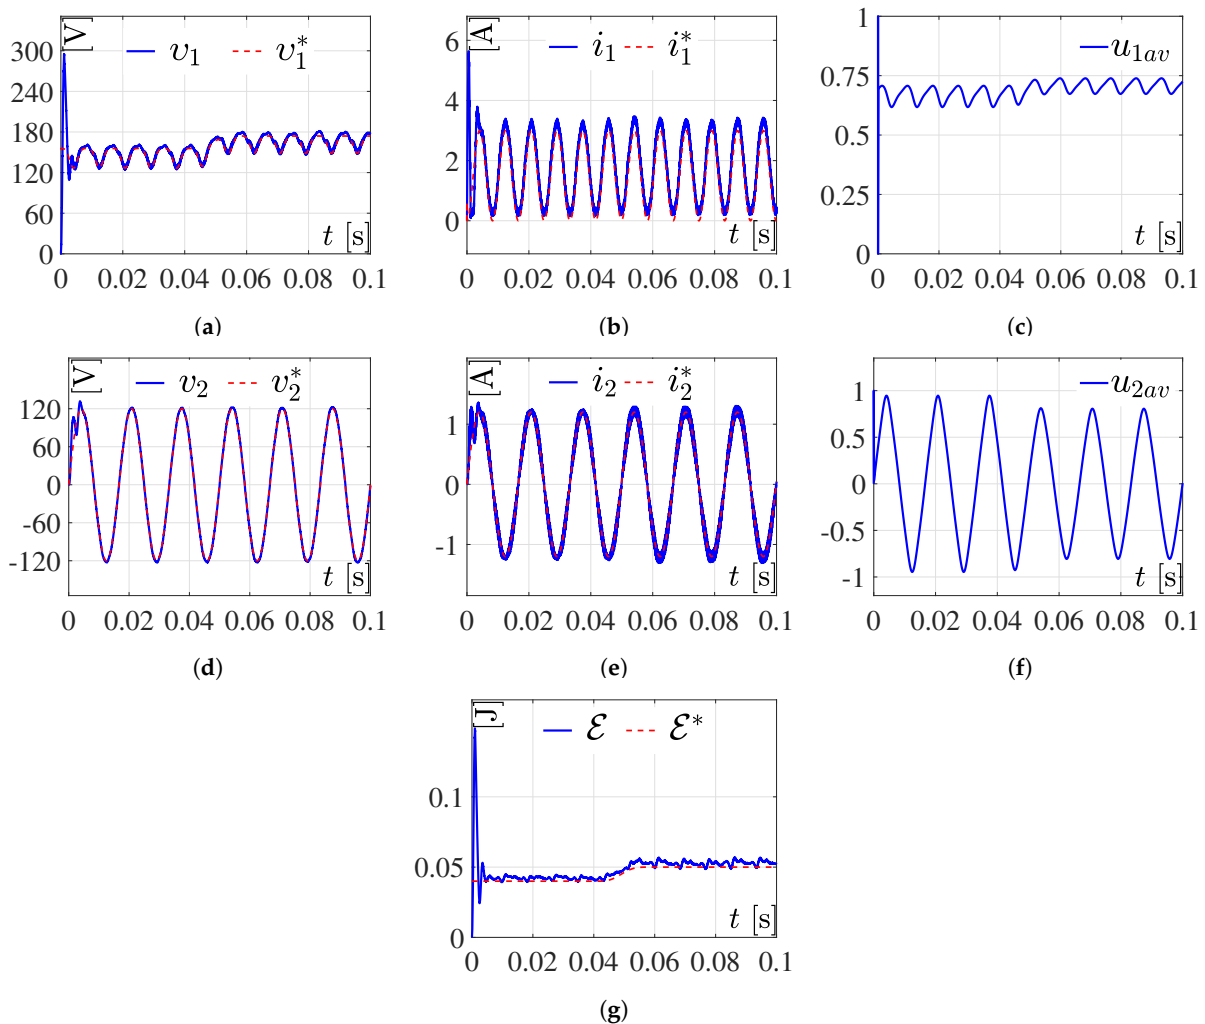 [V]
v₁ v₁*
300
240
180
120
60
0
t [s]
0 0.02 0.04 0.06 0.08 0.1
(a)
[A]
i₁ i₁*
6
4
2
0
t [s]
0 0.02 0.04 0.06 0.08 0.1
(b)
u₁ₐᵥ
1
0.75
0.5
0.25
0
t [s]
0 0.02 0.04 0.06 0.08 0.1
(c)
[V]
v₂ v₂*
120
60
0
-60
-120
t [s]
0 0.02 0.04 0.06 0.08 0.1
(d)
[A]
i₂ i₂*
1
-1
t [s]
0 0.02 0.04 0.06 0.08 0.1
(e)
u₂ₐᵥ
1
0.5
0
-0.5
-1
t [s]
0 0.02 0.04 0.06 0.08 0.1
(f)
[J]
ℰ ℰ*
0.1
0.05
0
t [s]
0 0.02 0.04 0.06 0.08 0.1
(g)